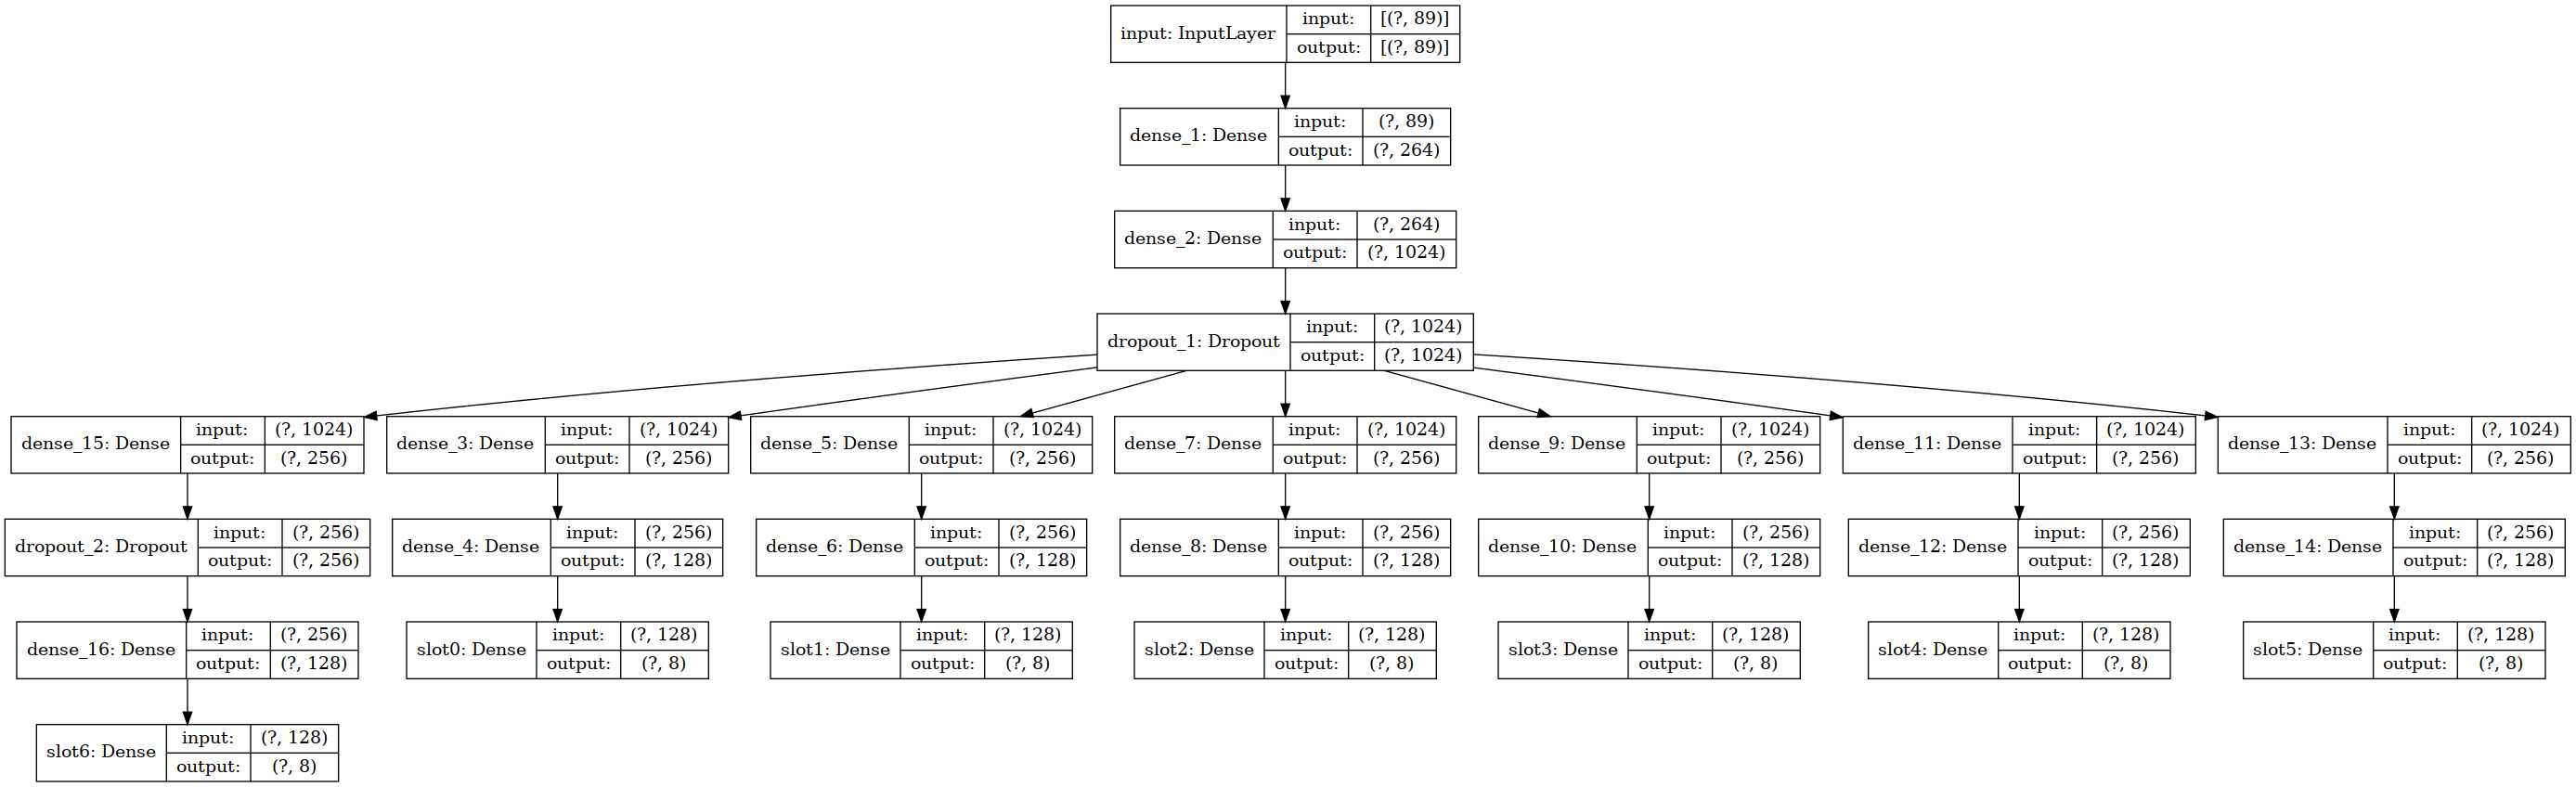 input: InputLayer
input: [(?, 89)]
output: [(?, 89)]
dense_1: Dense
input: (?, 89)
output: (?, 264)
dense_2: Dense
input: (?, 264)
output: (?, 1024)
dropout_1: Dropout
input: (?, 1024)
output: (?, 1024)
dense_15: Dense
input: (?, 1024)
output: (?, 256)
dense_3: Dense
input: (?, 1024)
output: (?, 256)
dense_5: Dense
input: (?, 1024)
output: (?, 256)
dense_7: Dense
input: (?, 1024)
output: (?, 256)
dense_9: Dense
input: (?, 1024)
output: (?, 256)
dense_11: Dense
input: (?, 1024)
output: (?, 256)
dense_13: Dense
input: (?, 1024)
output: (?, 256)
dropout_2: Dropout
input: (?, 256)
output: (?, 256)
dense_4: Dense
input: (?, 256)
output: (?, 128)
dense_6: Dense
input: (?, 256)
output: (?, 128)
dense_8: Dense
input: (?, 256)
output: (?, 128)
dense_10: Dense
input: (?, 256)
output: (?, 128)
dense_12: Dense
input: (?, 256)
output: (?, 128)
dense_14: Dense
input: (?, 256)
output: (?, 128)
dense_16: Dense
input: (?, 256)
output: (?, 128)
slot0: Dense
input: (?, 128)
output: (?, 8)
slot1: Dense
input: (?, 128)
output: (?, 8)
slot2: Dense
input: (?, 128)
output: (?, 8)
slot3: Dense
input: (?, 128)
output: (?, 8)
slot4: Dense
input: (?, 128)
output: (?, 8)
slot5: Dense
input: (?, 128)
output: (?, 8)
slot6: Dense
input: (?, 128)
output: (?, 8)